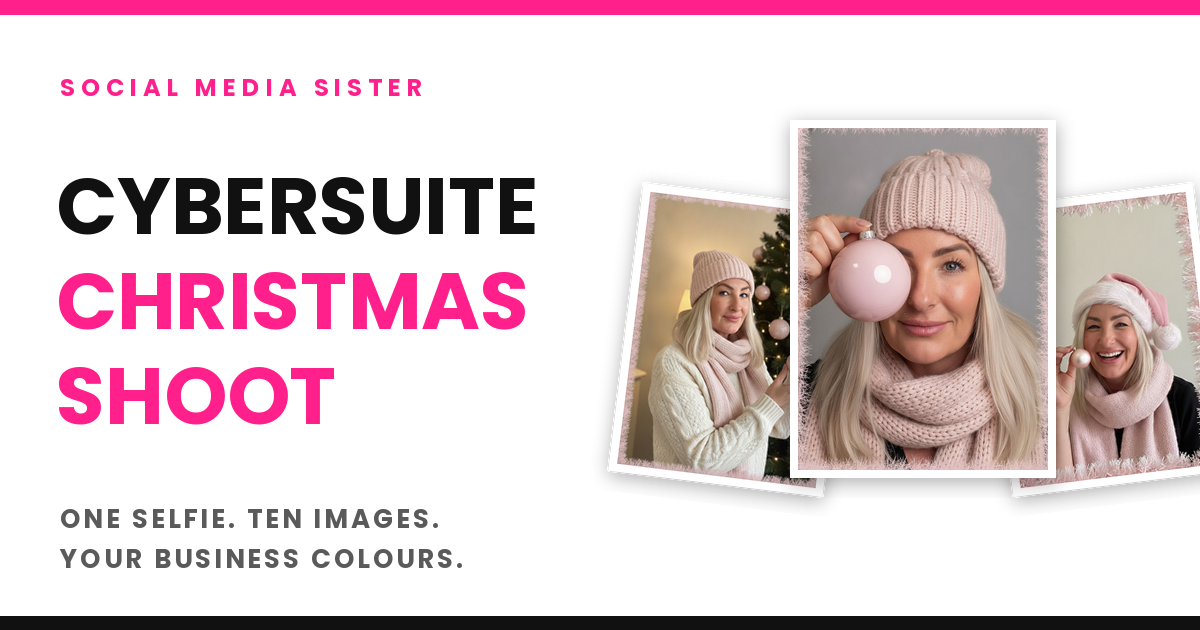 SOCIAL MEDIA SISTER
CYBERSUITE
CHRISTMAS
SHOOT
ONE SELFIE. TEN IMAGES.
YOUR BUSINESS COLOURS.